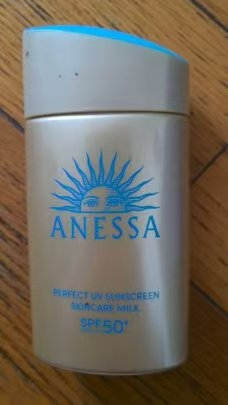 ANESSA
PERFECT UV SUNSCREEN
SKINCARE MILK
SPF50+